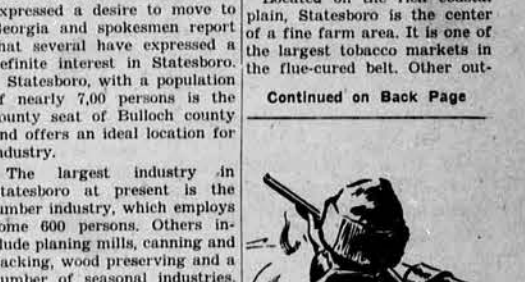 expressed a desire to move to
Georgia and spokesmen report
that several have expressed a
definite interest in Statesboro.
Statesboro, with a population
of nearly 7,00 persons is the
county seat of Bulloch county
and offers an ideal location for
industry.
The largest industry in
Statesboro at present is the
lumber industry, which employs
some 600 persons. Others in-
clude planing mills, canning and
packing, wood preserving and a
number of seasonal industries.
Located on the rich coastal
plain, Statesboro is the center
of a fine farm area. It is one of
the largest tobacco markets in
the flue-cured belt. Other out-
Continued on Back Page